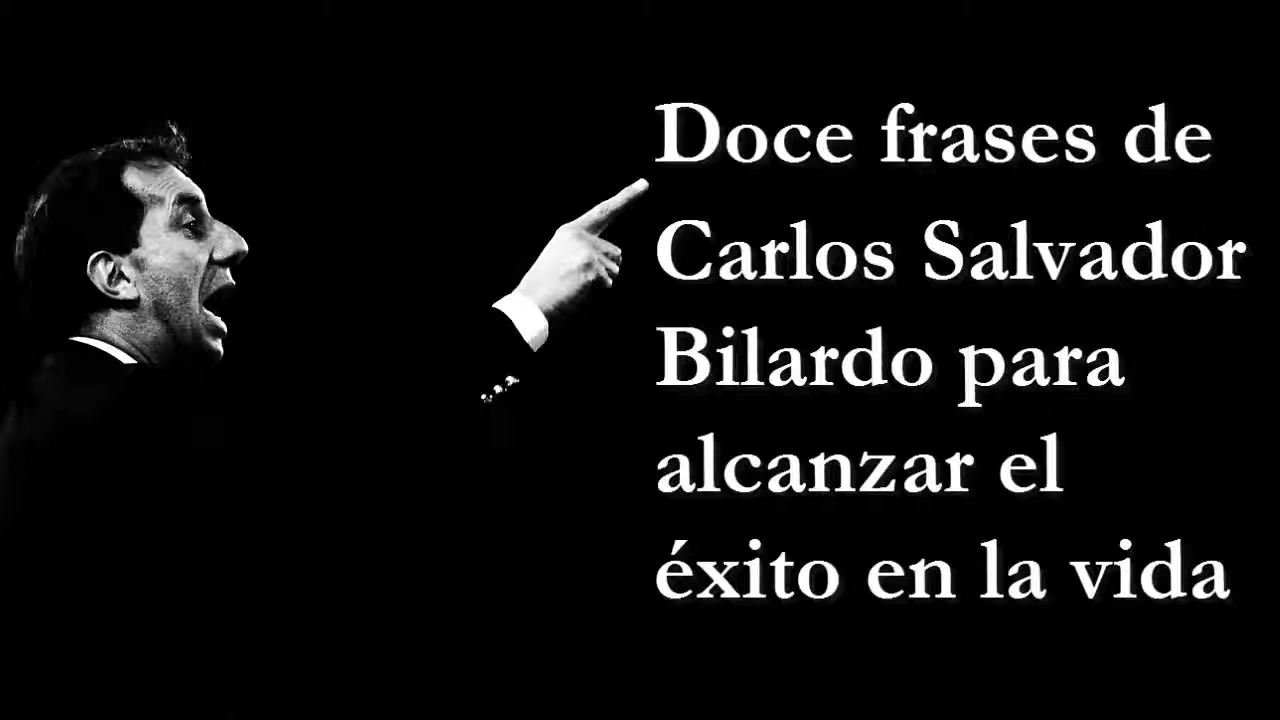 Doce frases de
Carlos Salvador
Bilardo para
alcanzar el
éxito en la vida